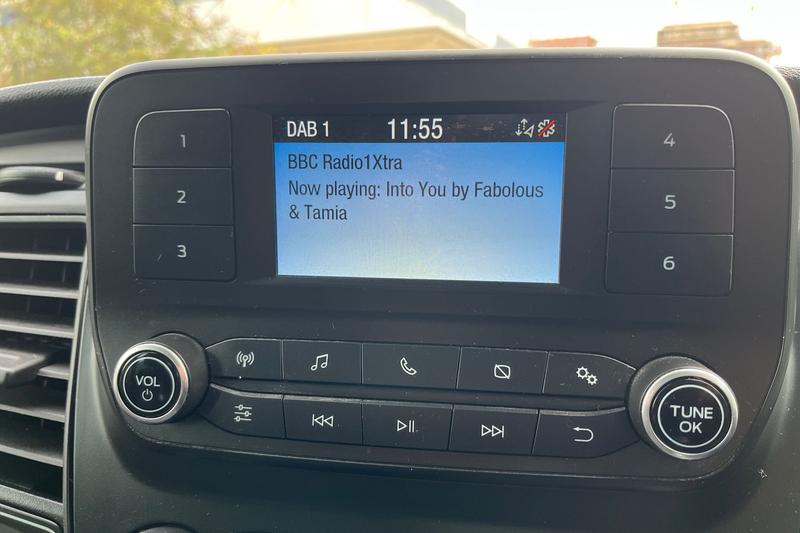 DAB 1 11:55
BBC Radio1Xtra
Now playing: Into You by Fabolous
& Tamia
1
2
3
4
5
6
VOL
TUNE
OK